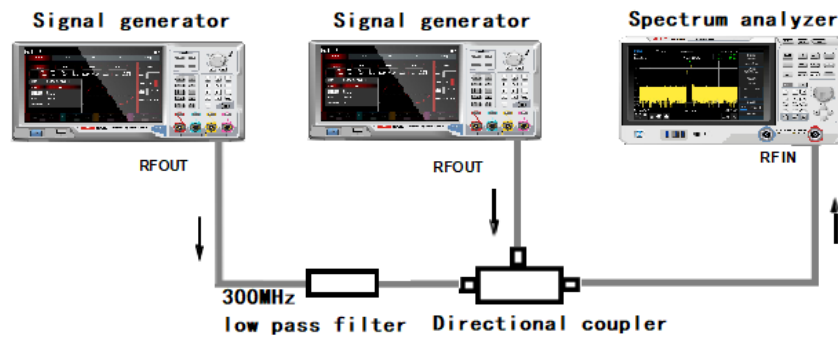 Signal generator
Signal generator
Spectrum analyzer
RFOUT
RFOUT
RFIN
300MHz
low pass filter
Directional coupler